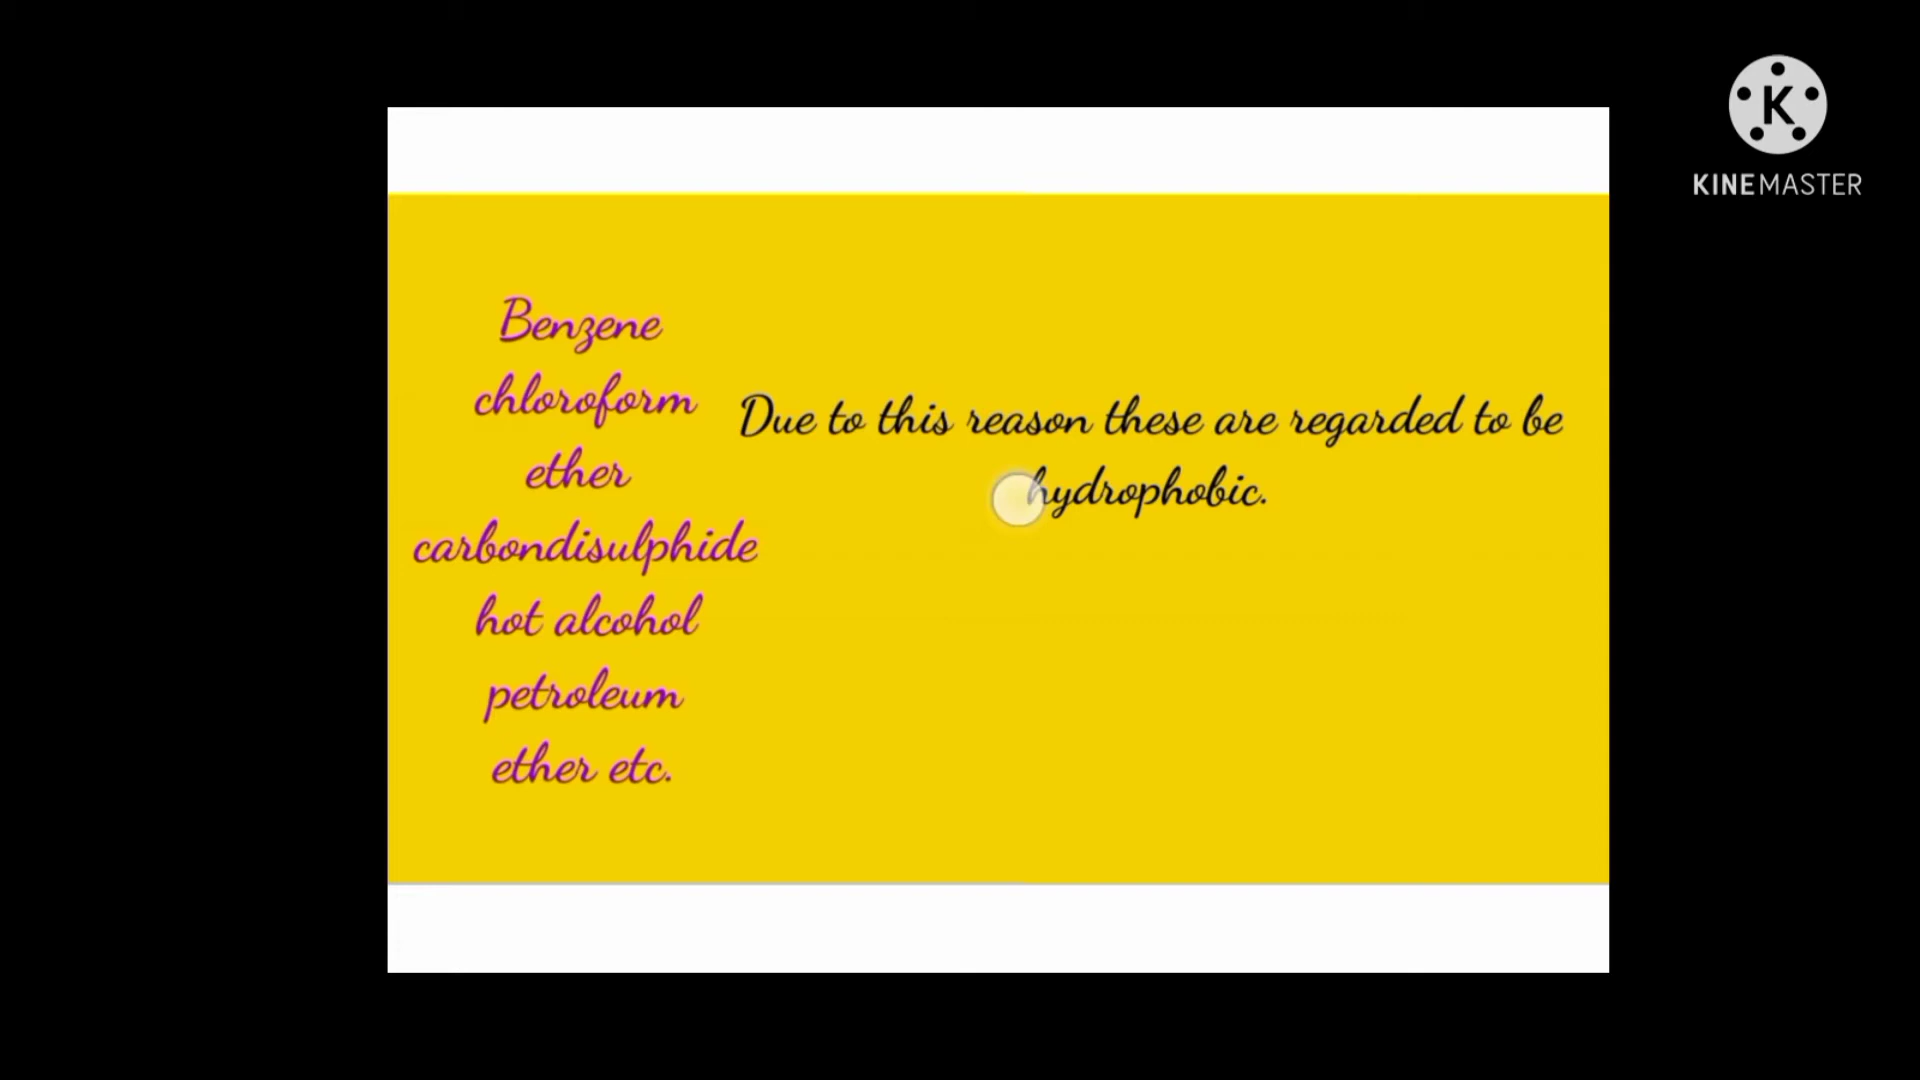 Benzene
chloroform
ether
carbondisulphide
hot alcohol
petroleum
ether etc.
Due to this reason these are regarded to be
hydrophobic.
K
KINEMASTER